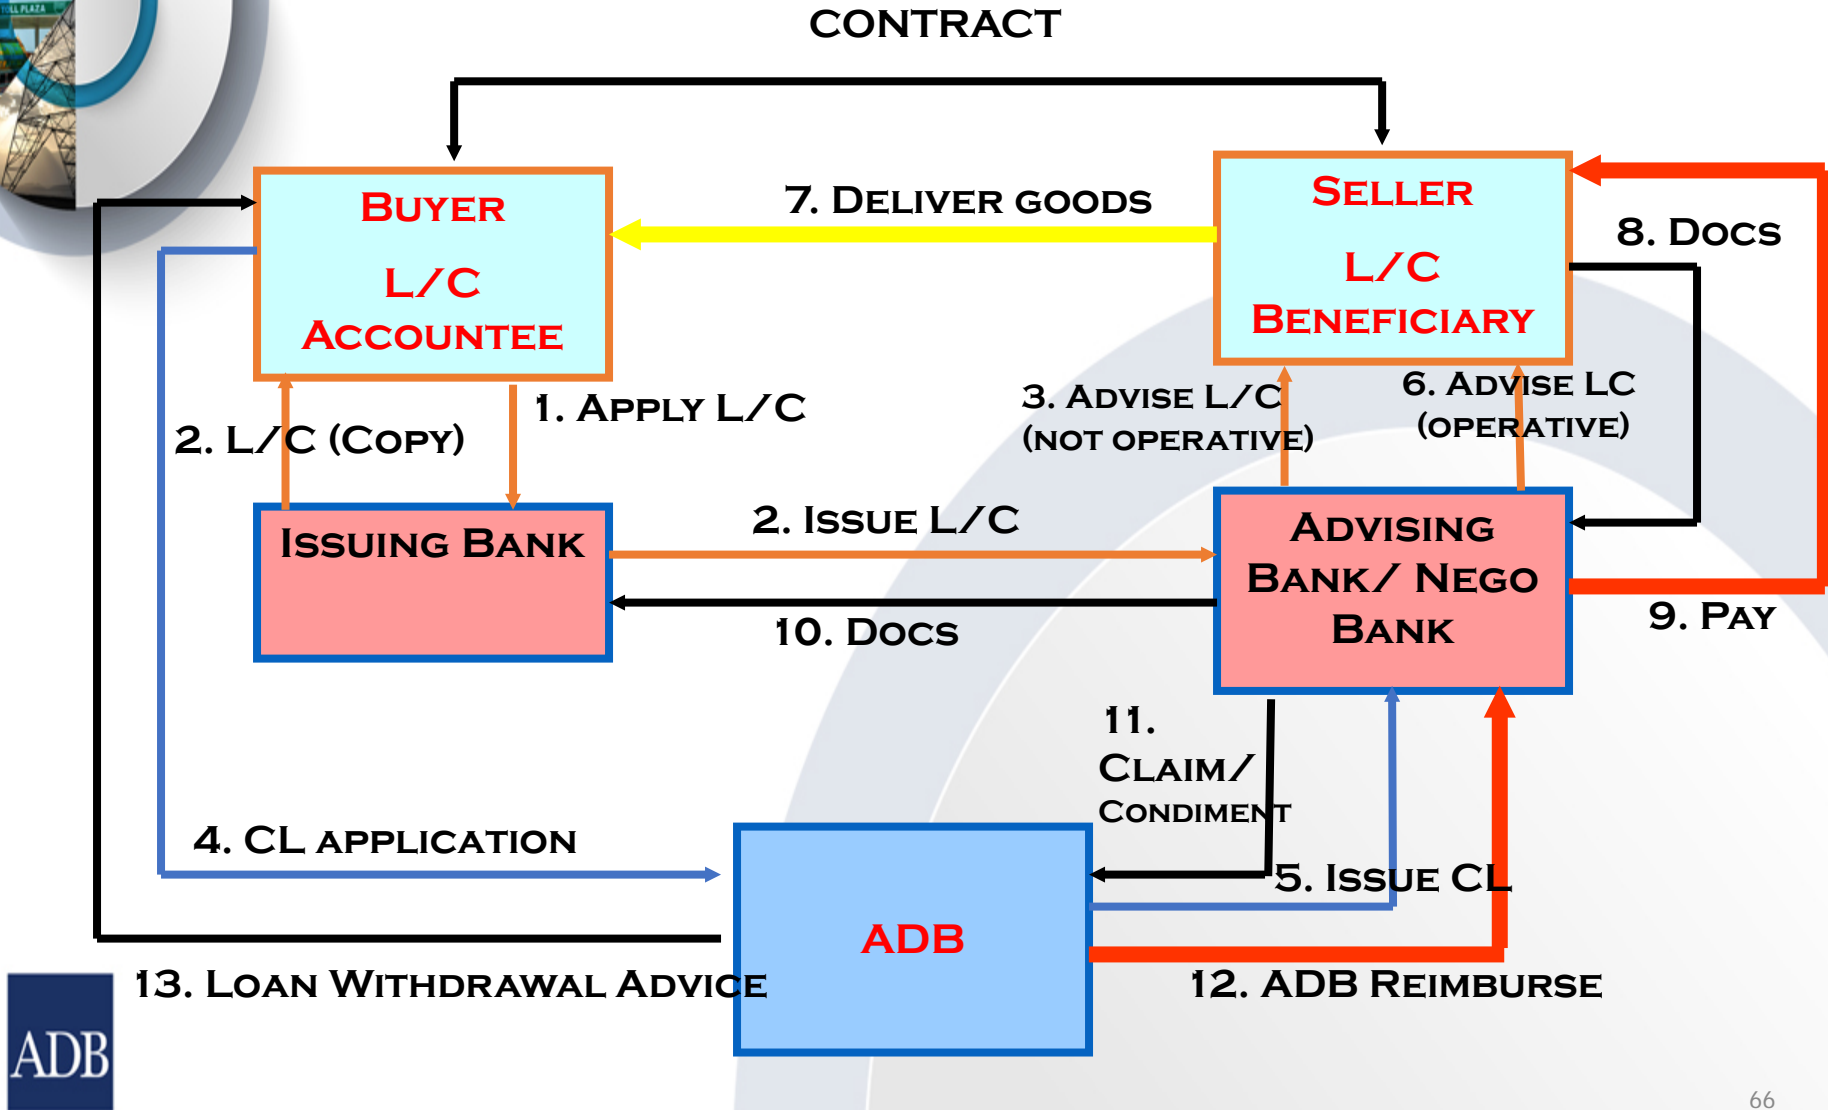 TOLL PLAZA
CONTRACT
BUYER
L/C
ACCOUNTEE
7. DELIVER GOODS
SELLER
L/C
BENEFICIARY
8. DOCS
2. L/C (COPY)
1. APPLY L/C
3. ADVISE L/C
(NOT OPERATIVE)
6. ADVISE LC
(OPERATIVE)
ISSUING BANK
2. ISSUE L/C
10. DOCS
ADVISING
BANK/ NEGO
BANK
9. PAY
11.
CLAIM/
CONDIMENT
4. CL APPLICATION
5. ISSUE CL
ADB
13. LOAN WITHDRAWAL ADVICE
12. ADB REIMBURSE
ADB
66